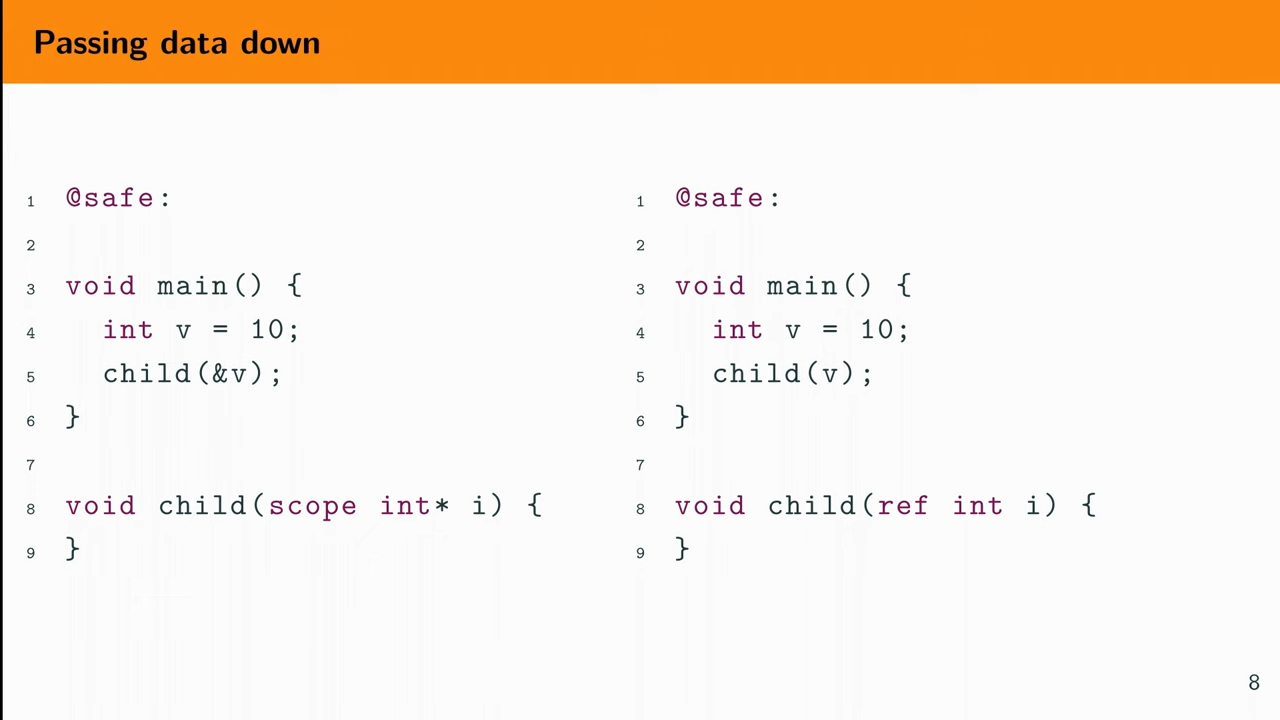 Passing data down
1 @safe:
2
3 void main() {
4 int v = 10;
5 child(&v);
6 }
7
8 void child(scope int* i) {
9 }
1 @safe:
2
3 void main() {
4 int v = 10;
5 child(v);
6 }
7
8 void child(ref int i) {
9 }
8